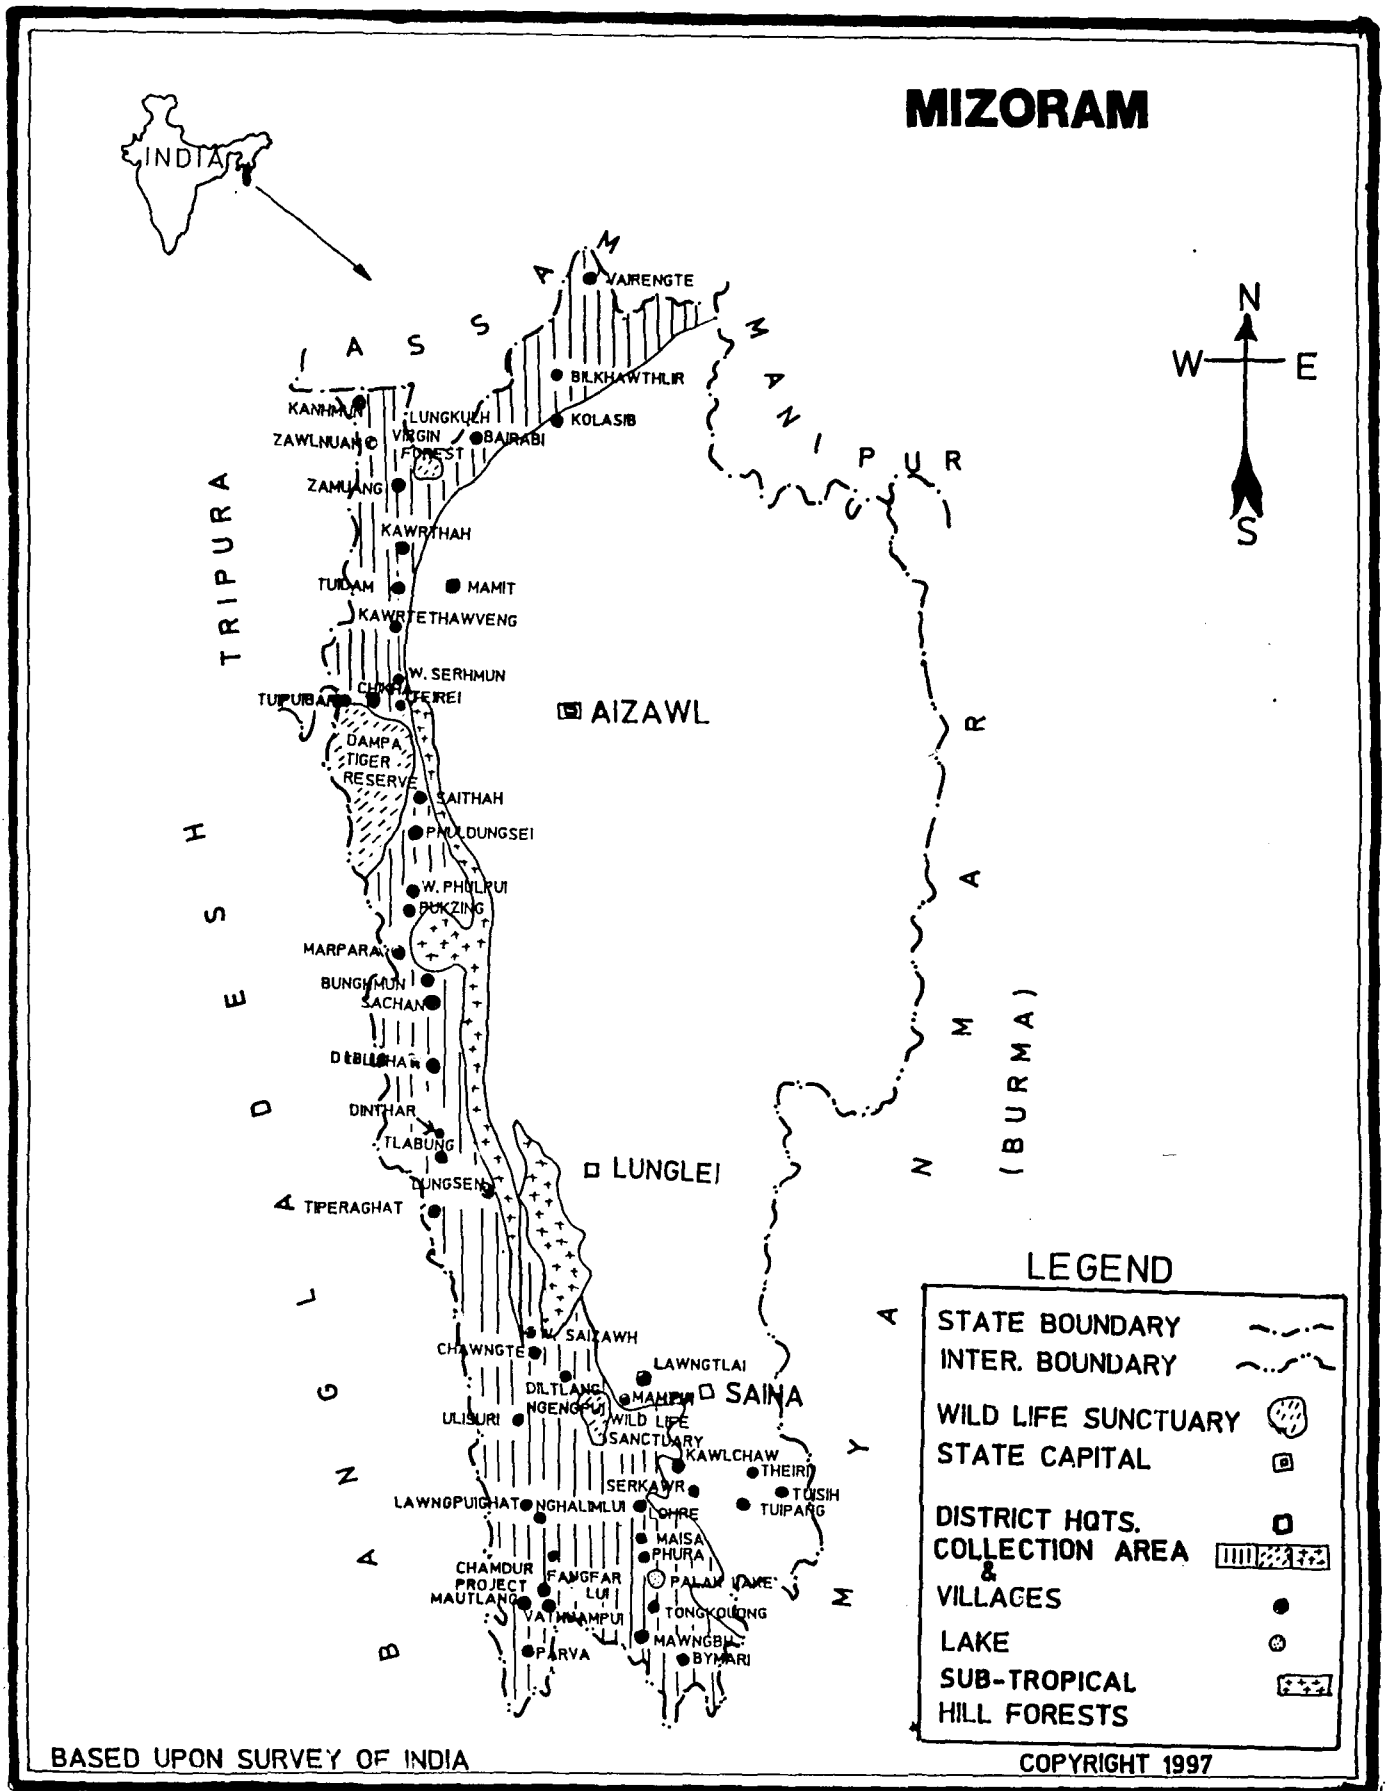 MIZORAM
INDIA
ASSAM
MANIPUR
TRIPURA
BANGLADESH
MYANMAR
(BURMA)
N
W E
S
VAIRENGTE
BILKHAWTHLIR
KOLASIB
KANHMUN
LUNGKULH
VIRGIN
FOREST
BAIRABI
ZAWLNUAM
ZAMUANG
KAWRTHAH
TUIDAM
MAMIT
KAWRTETHAWVENG
W. SERHMUN
TUIPUIBARI
TEIREI
AIZAWL
DAMPA
TIGER
RESERVE
SAITHAH
PHULDUNGSEI
W. PHULPUI
PUKZING
MARPARA
BUNGHMUN
SACHAN
DINTHAR
TLABUNG
LUNGSEN
LUNGLEI
TIPERAGHAT
SAIZAWH
CHAWNGTE
LAWNGTLAI
DILTLANG
MAMPUI
SAIHA
NGENGPUI
WILD LIFE
SANCTUARY
ULISURI
KAWLCHAW
THEIRI
SERKAWR
TUISIH
TUIPANG
LAWNGPUIGHAT
NGHALIMLUI
LOHRE
MAISA
PHURA
CHAMDUR
PROJECT
FANGFAR
LUI
PALAK LAKE
MAUTLANG
VATHUAMPUI
TONGKOLONG
MAWNGBU
PARVA
BYMARI
LEGEND
STATE BOUNDARY
INTER. BOUNDARY
WILD LIFE SUNCTUARY
STATE CAPITAL
DISTRICT HQTS.
COLLECTION AREA
&
VILLAGES
LAKE
SUB-TROPICAL
HILL FORESTS
BASED UPON SURVEY OF INDIA
COPYRIGHT 1997